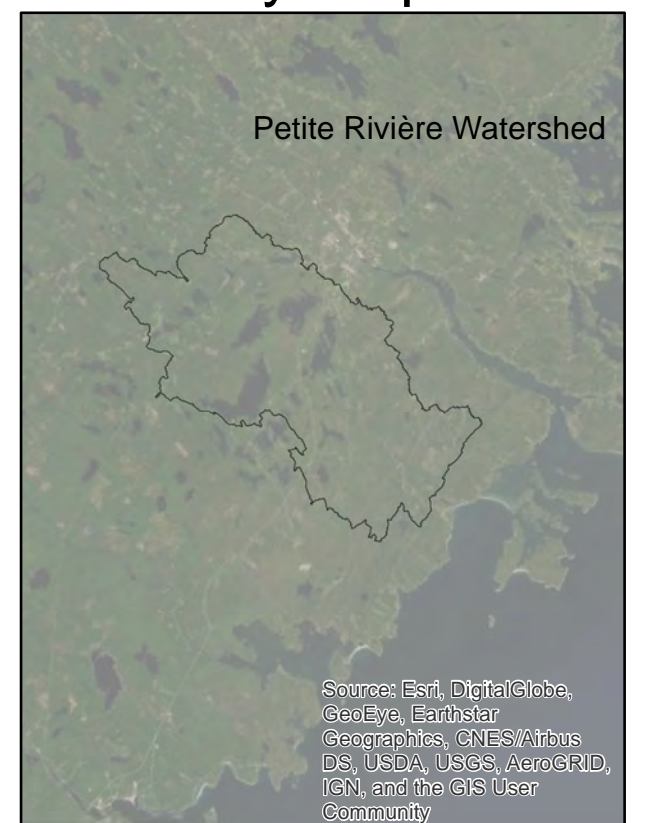 Petite Rivière Watershed
Source: Esri, DigitalGlobe,
GeoEye, Earthstar
Geographics, CNES/Airbus
DS, USDA, USGS, AeroGRID,
IGN, and the GIS User
Community